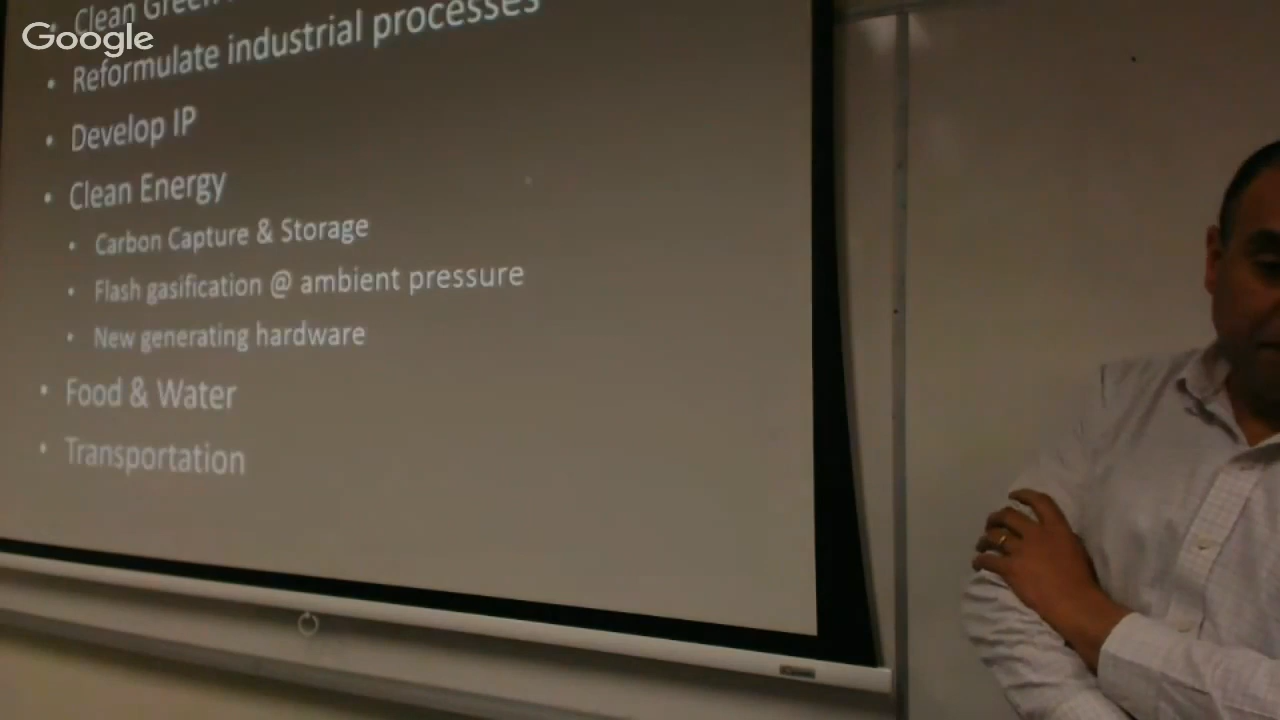 • Clean
Google
• Reformulate industrial processes
• Develop IP
• Clean Energy
• Carbon Capture & Storage
• Flash gasification @ ambient pressure
• New generating hardware
• Food & Water
• Transportation